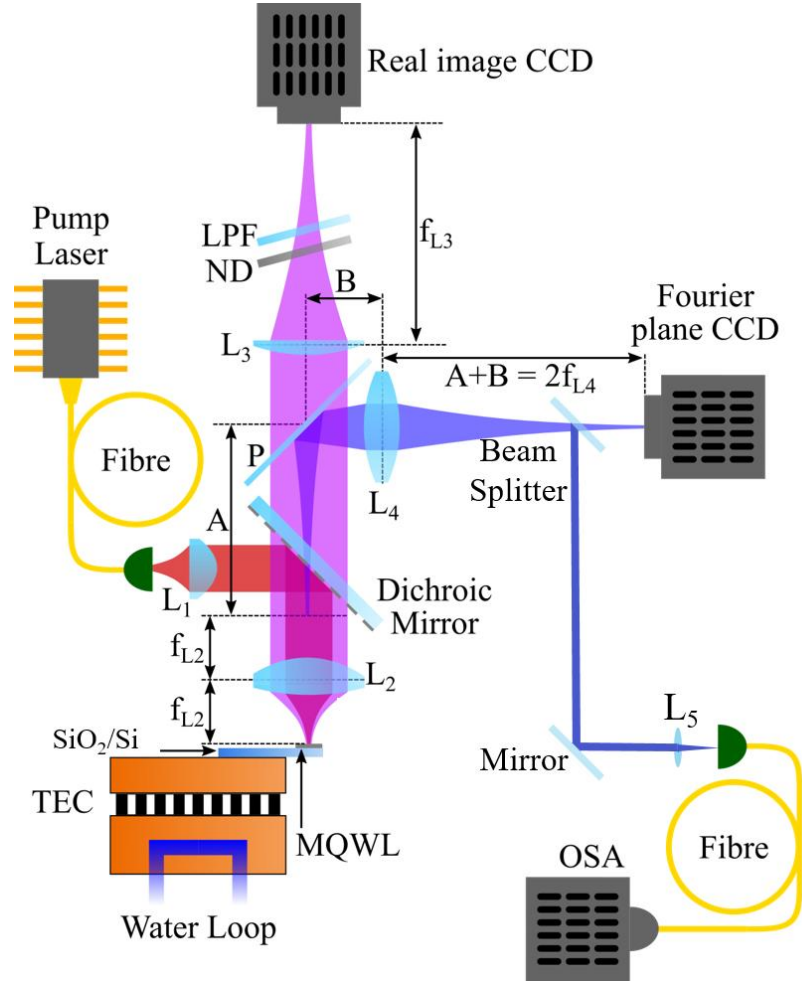 Real image CCD
Pump
Laser
LPF
ND
f_L3
B
Fourier
plane CCD
L_3
A+B = 2f_L4
Fibre
P
Beam
Splitter
L_4
A
L_1
Dichroic
Mirror
f_L2
L_2
f_L2
L_5
SiO_2/Si
Mirror
TEC
MQWL
OSA
Fibre
Water Loop